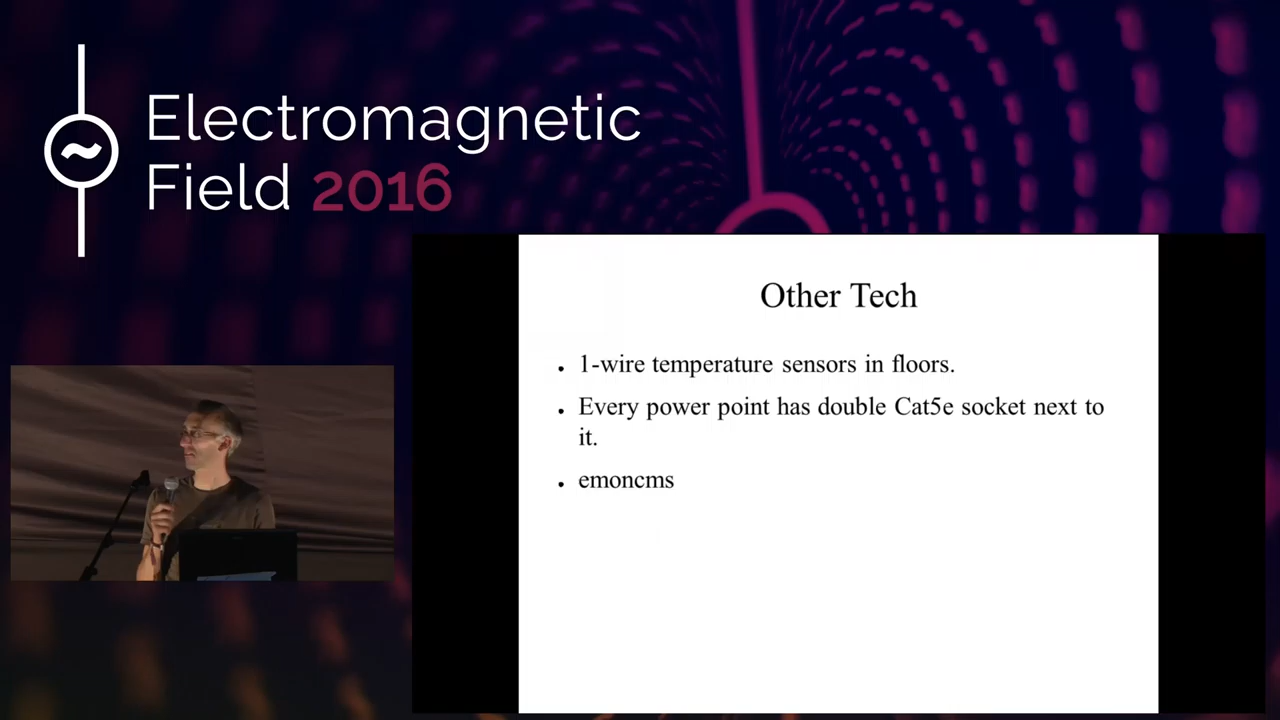 Electromagnetic
Field 2016
Other Tech
• 1-wire temperature sensors in floors.
• Every power point has double Cat5e socket next to
it.
• emoncms